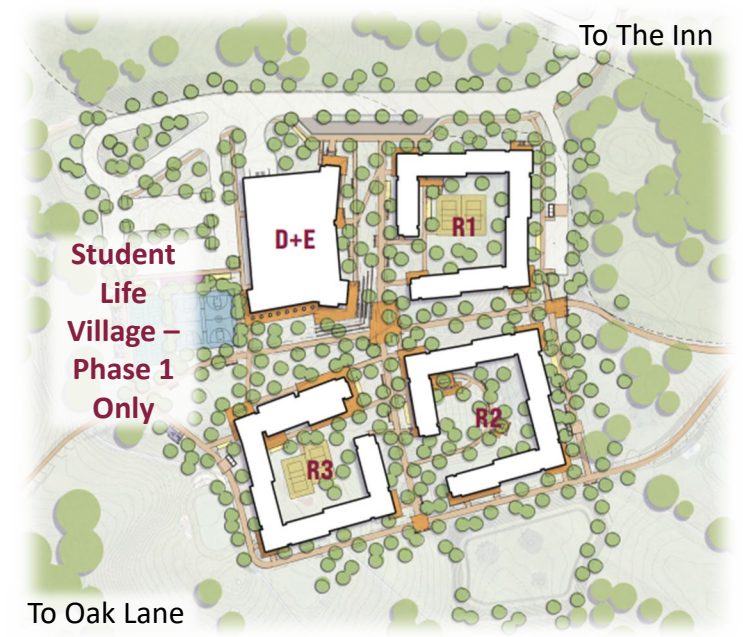 To The Inn
R1
D+E
Student
Life
Village –
Phase 1
Only
R2
R3
To Oak Lane